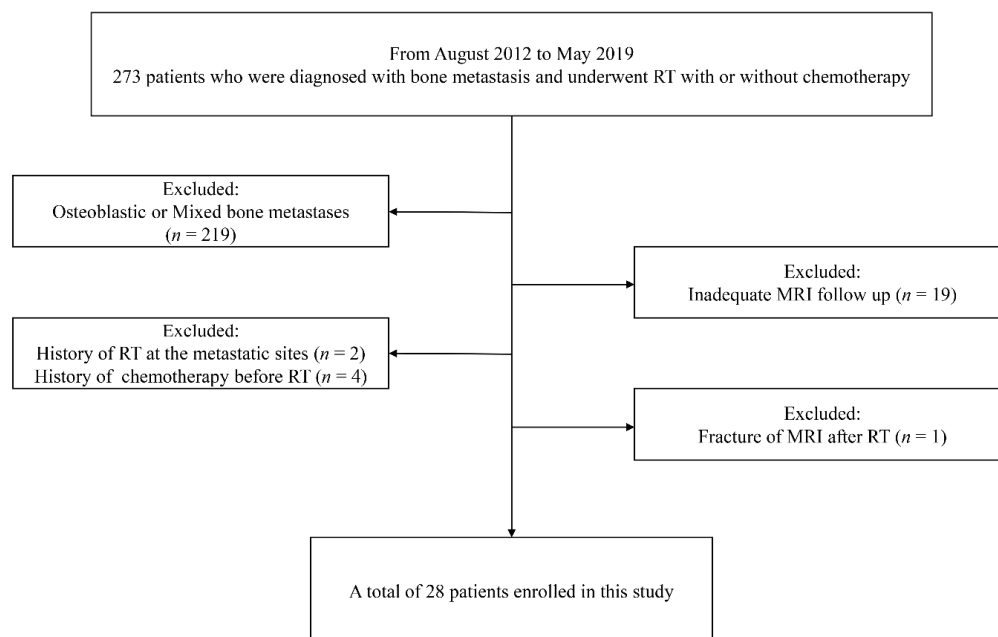 From August 2012 to May 2019
273 patients who were diagnosed with bone metastasis and underwent RT with or without chemotherapy
Excluded:
Osteoblastic or Mixed bone metastases
(n = 219)
Excluded:
Inadequate MRI follow up (n = 19)
Excluded:
History of RT at the metastatic sites (n = 2)
History of chemotherapy before RT (n = 4)
Excluded:
Fracture of MRI after RT (n = 1)
A total of 28 patients enrolled in this study